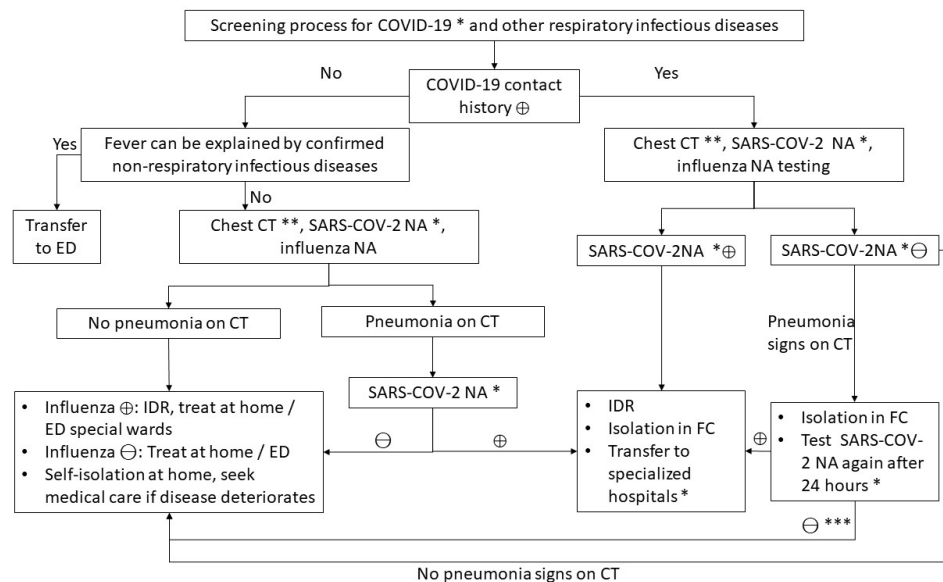 Screening process for COVID-19 * and other respiratory infectious diseases
No
Yes
COVID-19 contact
history ⊕
Yes
Fever can be explained by confirmed
non-respiratory infectious diseases
Chest CT **, SARS-COV-2 NA *,
influenza NA testing
No
Transfer
to ED
Chest CT **, SARS-COV-2 NA *,
influenza NA
SARS-COV-2NA *⊕
SARS-COV-2NA *⊖
No pneumonia on CT
Pneumonia on CT
Pneumonia
signs on CT
SARS-COV-2 NA *
• Influenza ⊕: IDR, treat at home /
ED special wards
• Influenza ⊖: Treat at home / ED
• Self-isolation at home, seek
medical care if disease deteriorates
⊖
⊕
• IDR
• Isolation in FC
• Transfer to
specialized
hospitals *
⊕
• Isolation in FC
• Test SARS-COV-
2 NA again after
24 hours *
⊖ ***
No pneumonia signs on CT